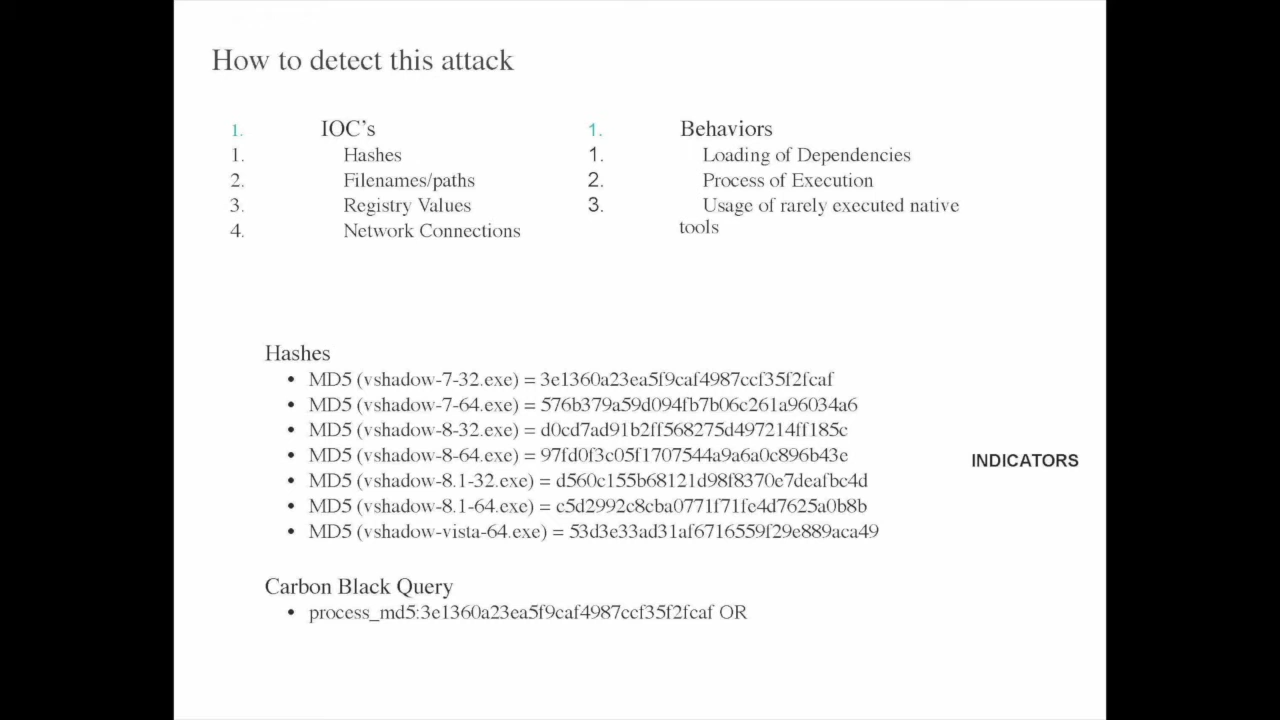 How to detect this attack
1. IOC's
1. Hashes
2. Filenames/paths
3. Registry Values
4. Network Connections
1. Behaviors
1. Loading of Dependencies
2. Process of Execution
3. Usage of rarely executed native
tools
Hashes
• MD5 (vshadow-7-32.exe) = 3e1360a23ea5f9caf4987ccf35f2fcaf
• MD5 (vshadow-7-64.exe) = 576b379a59d094fb7b06c261a96034a6
• MD5 (vshadow-8-32.exe) = d0cd7ad91b2ff568275d497214ff185c
• MD5 (vshadow-8-64.exe) = 97fd0f3c05f1707544a9a6a0c896b43e
• MD5 (vshadow-8.1-32.exe) = d560c155b68121d98f8370e7deafbc4d
• MD5 (vshadow-8.1-64.exe) = c5d2992c8cba0771f71fe4d7625a0b8b
• MD5 (vshadow-vista-64.exe) = 53d3e33ad31af6716559f29e889aca49
INDICATORS
Carbon Black Query
• process_md5:3e1360a23ea5f9caf4987ccf35f2fcaf OR